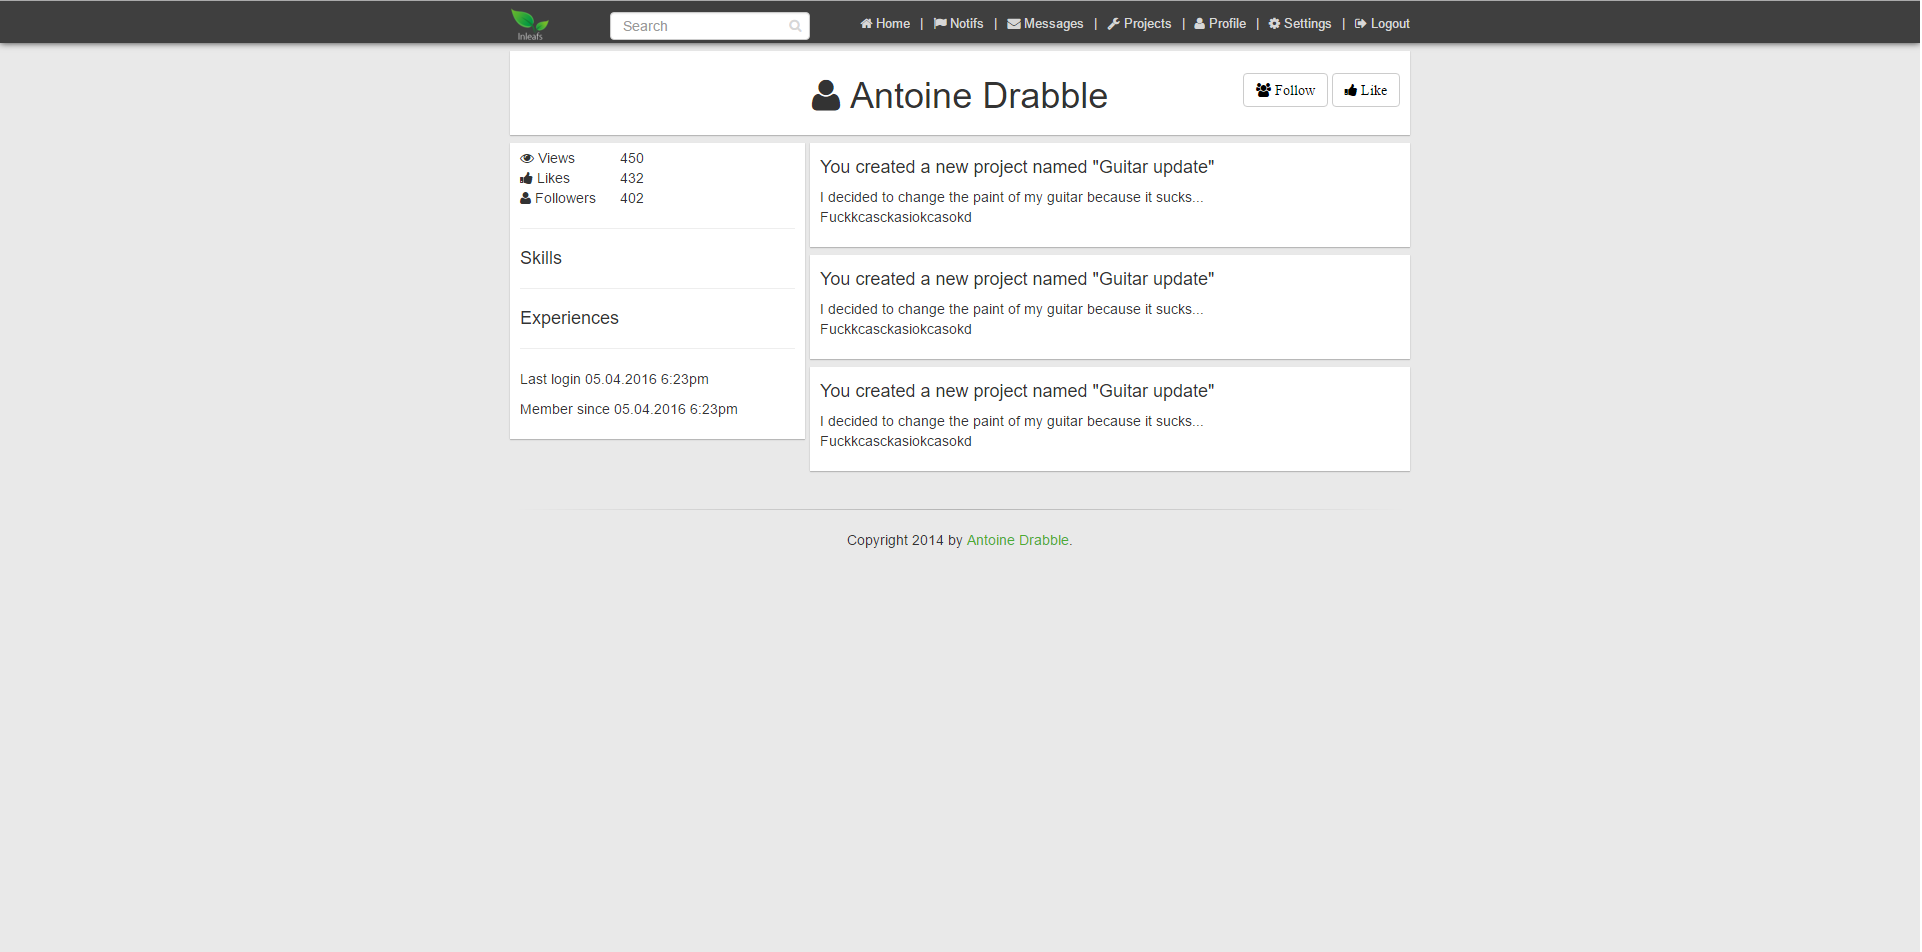 Inleafs
Search
Home | Notifs | Messages | Projects | Profile | Settings | Logout
Antoine Drabble
Follow
Like
Views 450
Likes 432
Followers 402
Skills
Experiences
Last login 05.04.2016 6:23pm
Member since 05.04.2016 6:23pm
You created a new project named "Guitar update"
I decided to change the paint of my guitar because it sucks...
Fuckkcasckasiokcasokd
You created a new project named "Guitar update"
I decided to change the paint of my guitar because it sucks...
Fuckkcasckasiokcasokd
You created a new project named "Guitar update"
I decided to change the paint of my guitar because it sucks...
Fuckkcasckasiokcasokd
Copyright 2014 by Antoine Drabble.